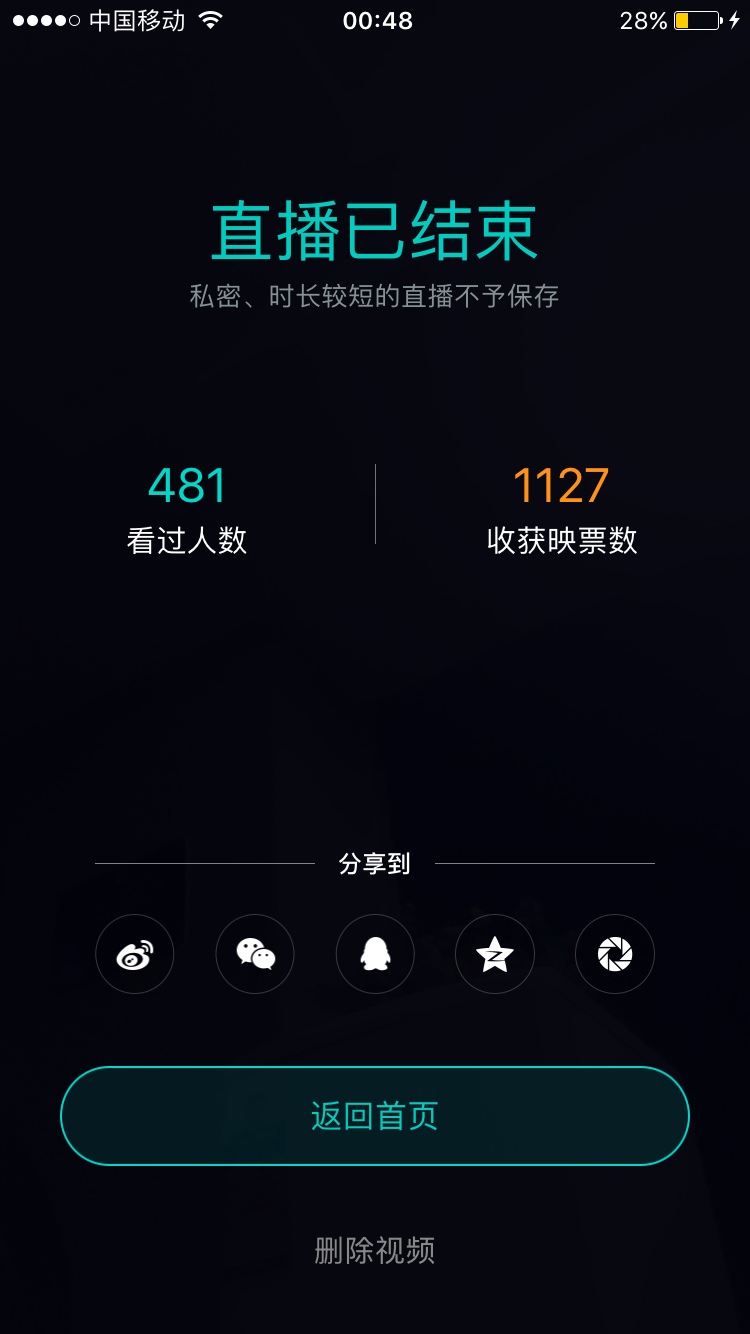 中国移动 00:48 28%
直播已结束
私密、时长较短的直播不予保存
481 1127
看过人数 收获映票数
分享到
返回首页
删除视频